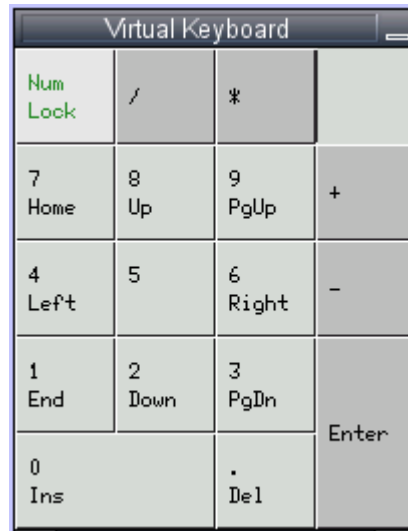 Virtual Keyboard
Num
Lock
/
*
7
Home
8
Up
9
PgUp
+
4
Left
5
6
Right
-
1
End
2
Down
3
PgDn
Enter
0
Ins
.
Del